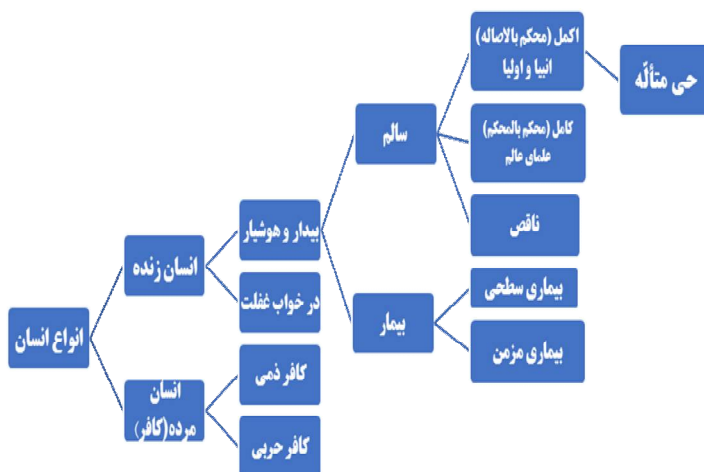 انواع انسان
انسان زنده
انسان
مرده(کافر)
بیدار و هوشیار
در خواب غفلت
کافر ذمی
کافر حربی
سالم
بیمار
اکمل (محکم بالاصاله)
انبیا و اولیا
کامل (محکم بالمحکم)
علمای عالم
ناقص
بیماری سطحی
بیماری مزمن
حی متألّه